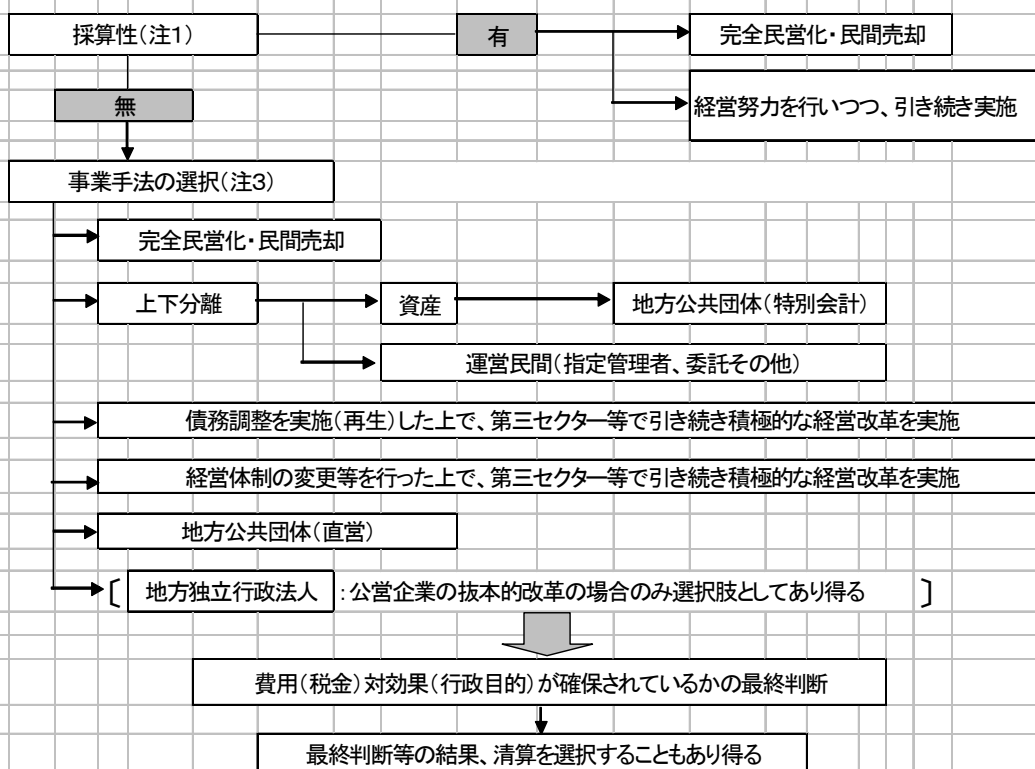 採算性(注1)
有
完全民営化・民間売却
経営努力を行いつつ、引き続き実施
無
事業手法の選択(注3)
完全民営化・民間売却
上下分離
資産
地方公共団体(特別会計)
運営民間(指定管理者、委託その他)
債務調整を実施(再生)した上で、第三セクター等で引き続き積極的な経営改革を実施
経営体制の変更等を行った上で、第三セクター等で引き続き積極的な経営改革を実施
地方公共団体(直営)
〔 地方独立行政法人 :公営企業の抜本的改革の場合のみ選択肢としてあり得る 〕
費用(税金)対効果(行政目的)が確保されているかの最終判断
最終判断等の結果、清算を選択することもあり得る